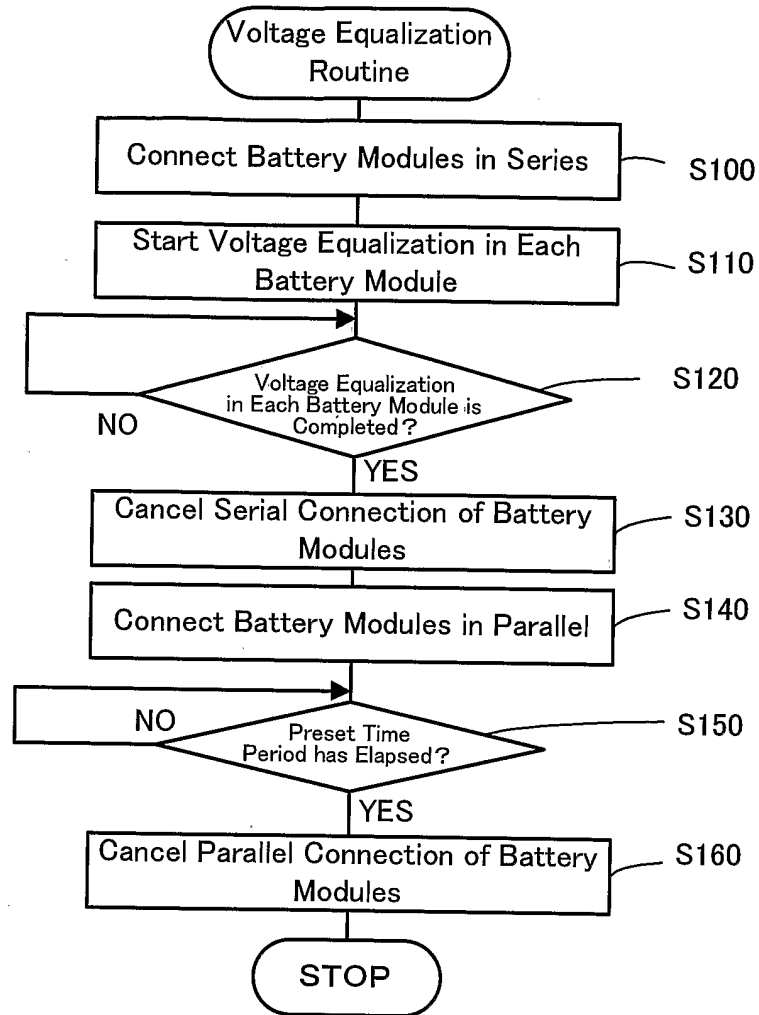 Voltage Equalization
Routine
Connect Battery Modules in Series
S100
Start Voltage Equalization in Each
Battery Module
S110
Voltage Equalization
in Each Battery Module is
Completed?
S120
NO
YES
Cancel Serial Connection of Battery
Modules
S130
Connect Battery Modules in Parallel
S140
NO
Preset Time
Period has Elapsed?
S150
YES
Cancel Parallel Connection of Battery
Modules
S160
STOP